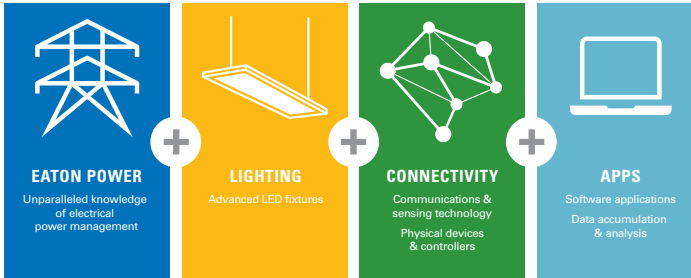 EATON POWER
Unparalleled knowledge
of electrical
power management
LIGHTING
Advanced LED fixtures
CONNECTIVITY
Communications &
sensing technology
Physical devices
& controllers
APPS
Software applications
Data accumulation
& analysis